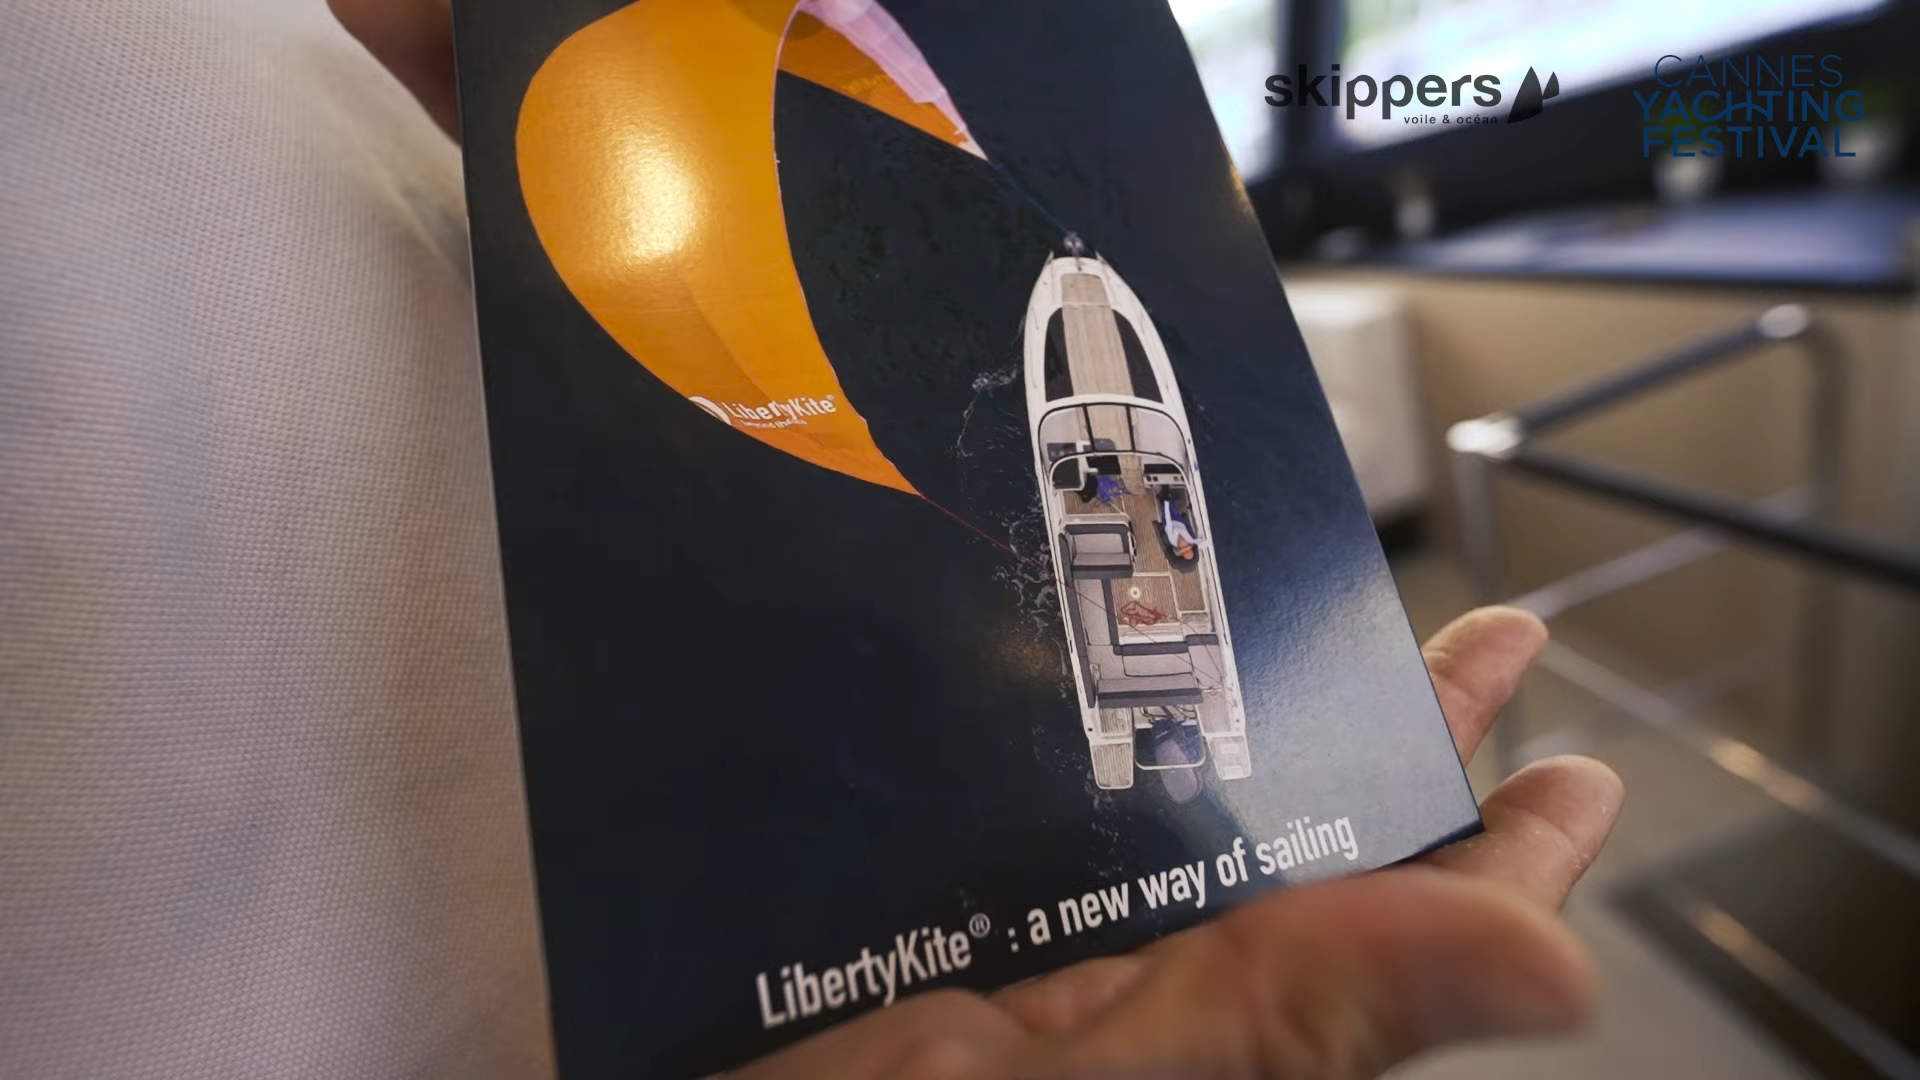 skippers
voile & océan
CANNES
YACHTING
FESTIVAL
LibertyKite®
LibertyKite® : a new way of sailing